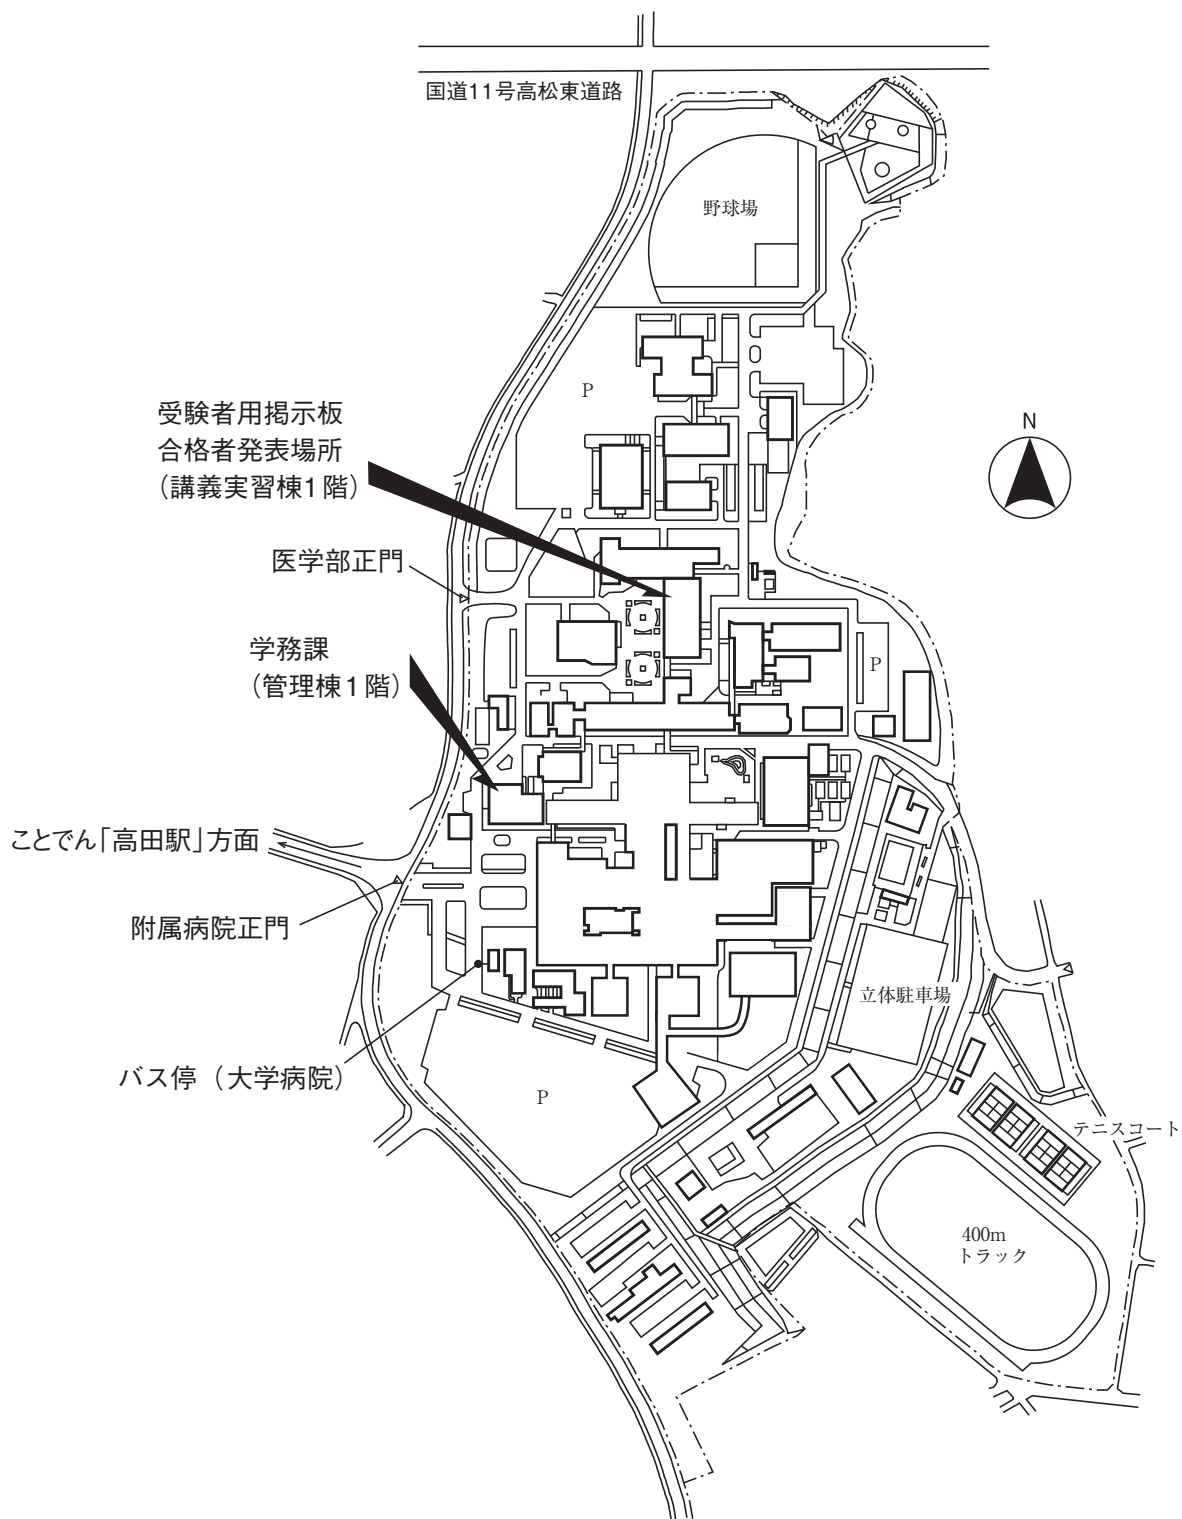 国道11号高松東道路
野球場
P
受験者用掲示板
合格者発表場所
（講義実習棟1階）
N
医学部正門
学務課
（管理棟1階）
P
ことでん「高田駅」方面
附属病院正門
立体駐車場
バス停（大学病院）
P
テニスコート
400m
トラック